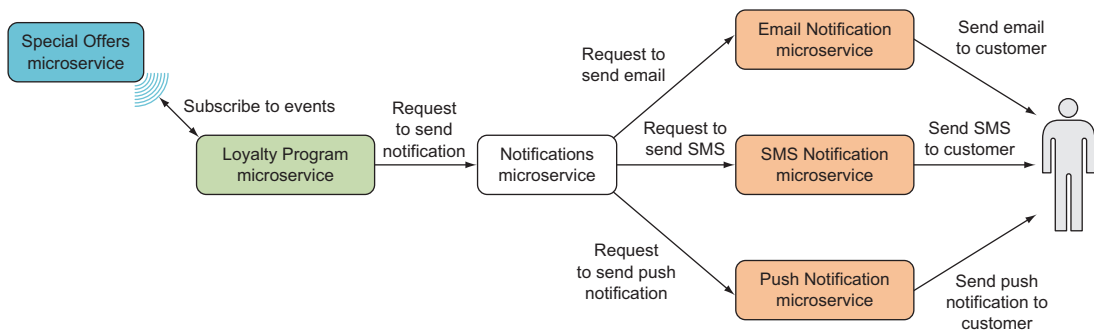 Special Offers
microservice
Subscribe to events
Loyalty Program
microservice
Request
to send
notification
Notifications
microservice
Request to
send email
Request to
send SMS
Request
to send push
notification
Email Notification
microservice
SMS Notification
microservice
Push Notification
microservice
Send email
to customer
Send SMS
to customer
Send push
notification to
customer